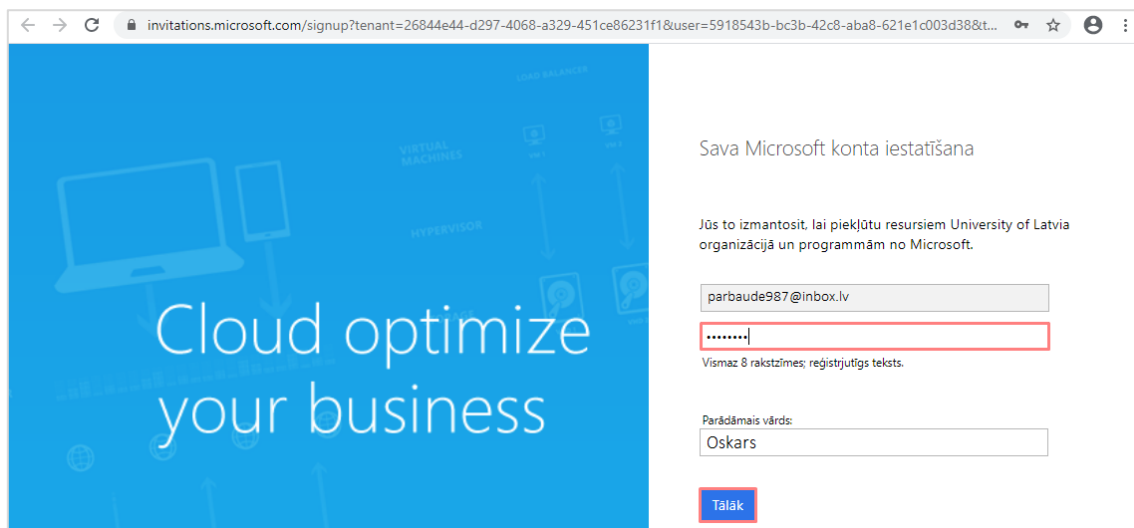 invitations.microsoft.com/signup?tenant=26844e44-d297-4068-a329-451ce86231f1&user=5918543b-bc3b-42c8-aba8-621e1c003d38&t...
LOAD BALANCER
VIRTUAL
MACHINES
VM 1
HYPERVISOR
Cloud optimize
your business
Sava Microsoft konta iestatīšana
Jūs to izmantosit, lai piekļūtu resursiem University of Latvia
organizācijā un programmām no Microsoft.
parbaude987@inbox.lv
••••••••
Vismaz 8 rakstzīmes; reģistrjutīgs teksts.
Parādāmais vārds:
Oskars
Tālāk